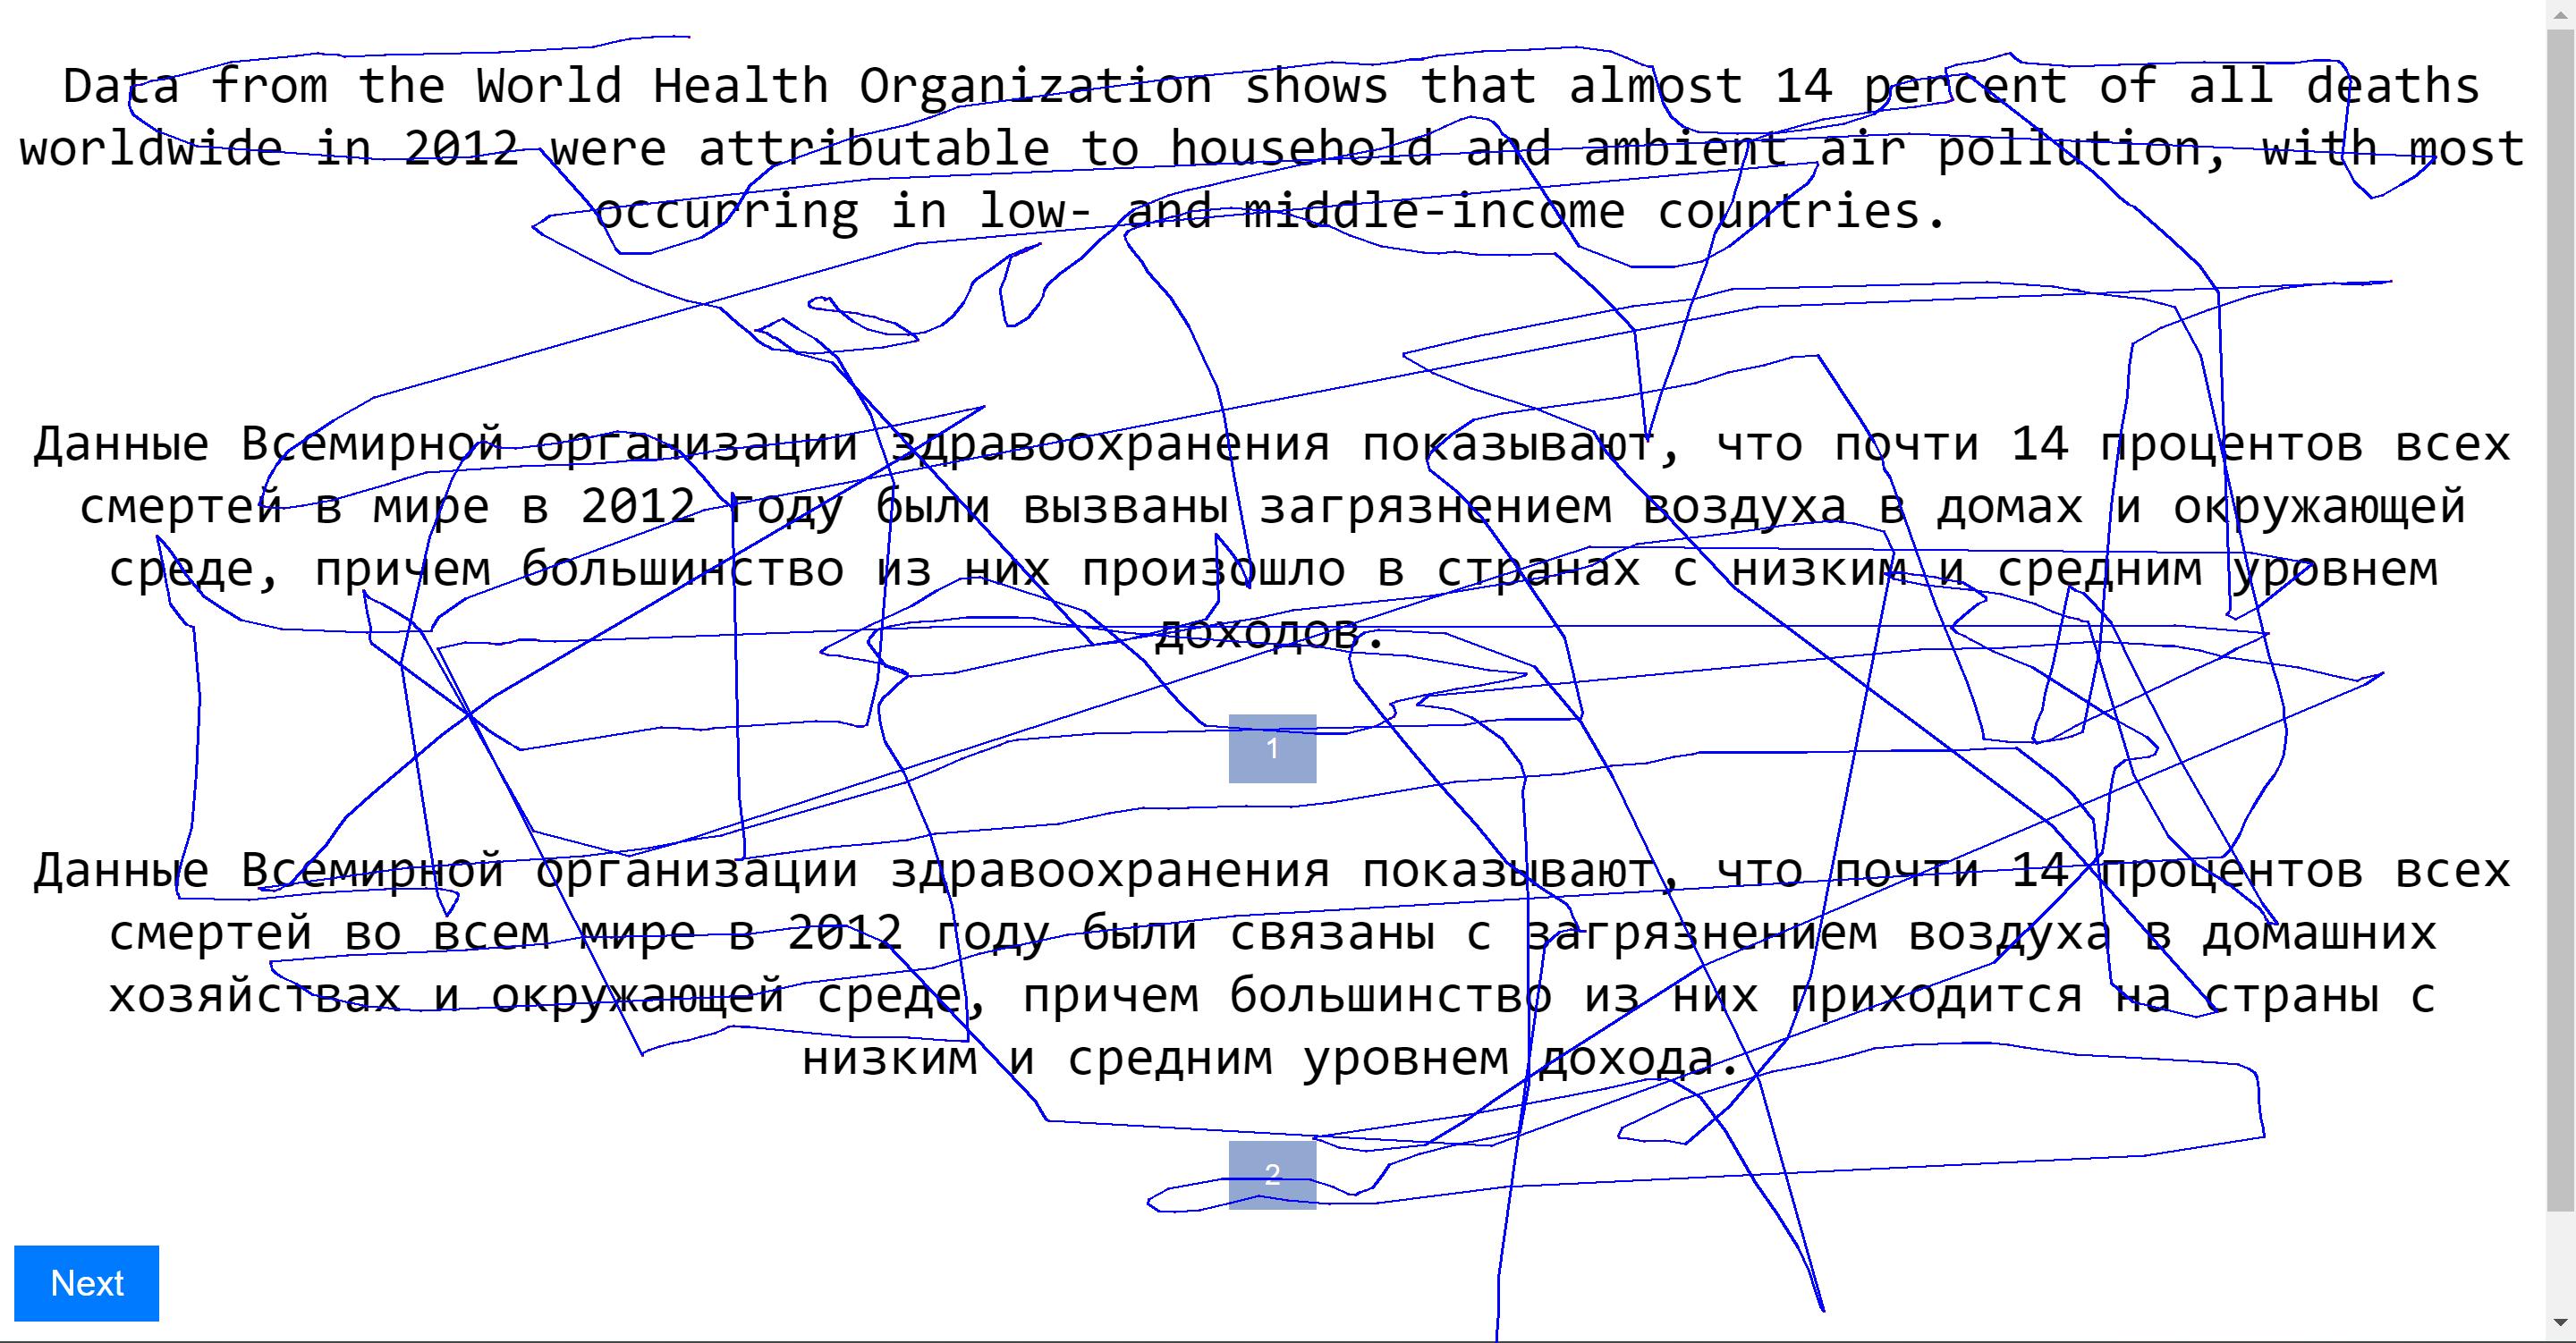 Data from the World Health Organization shows that almost 14 percent of all deaths
worldwide in 2012 were attributable to household and ambient air pollution, with most
occurring in low- and middle-income countries.
Данные Всемирной организации здравоохранения показывают, что почти 14 процентов всех
смертей в мире в 2012 году были вызваны загрязнением воздуха в домах и окружающей
среде, причем большинство из них произошло в странах с низким и средним уровнем
доходов.
1
Данные Всемирной организации здравоохранения показывают, что почти 14 процентов всех
смертей во всем мире в 2012 году были связаны с загрязнением воздуха в домашних
хозяйствах и окружающей среде, причем большинство из них приходится на страны с
низким и средним уровнем дохода.
2
Next